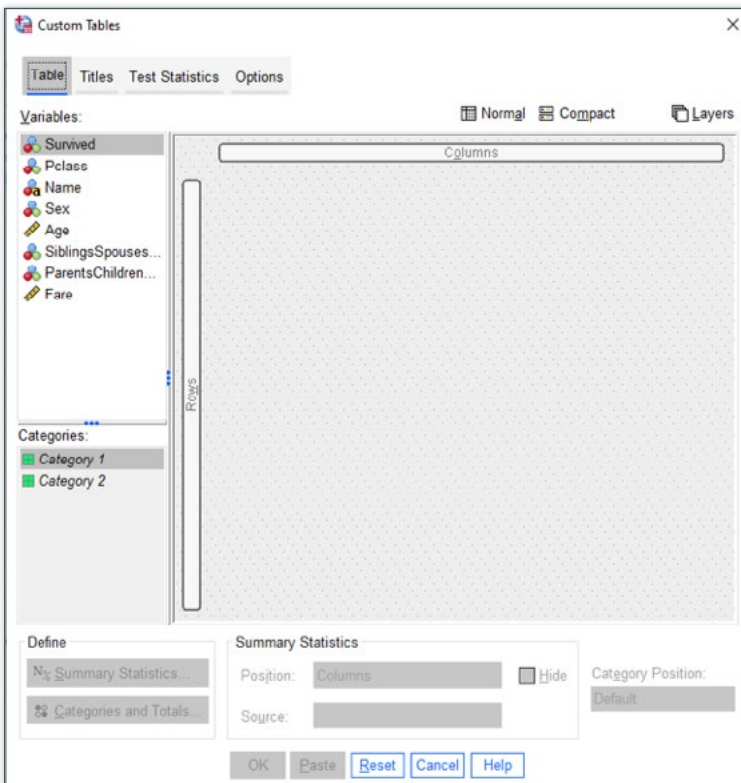 Custom Tables
Table Titles Test Statistics Options
Variables:
Normal Compact Layers
Survived
Pclass
Name
Sex
Age
SiblingsSpouses...
ParentsChildren...
Fare
Columns
Rows
Categories:
Category 1
Category 2
Define
N% Summary Statistics...
Categories and Totals...
Summary Statistics
Position: Columns Hide
Source:
Category Position:
Default
OK Paste Reset Cancel Help